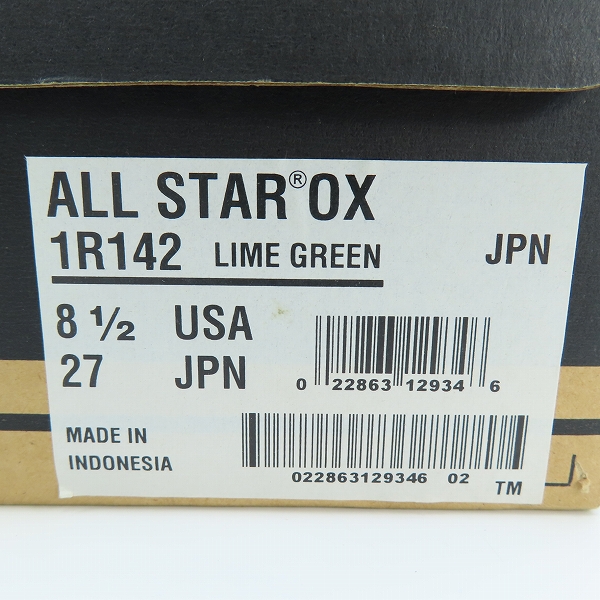 ALL STAR®OX
1R142 LIME GREEN JPN
8 ½ USA
27 JPN
0 22863 12934 6
MADE IN
INDONESIA
022863129346 02 TM